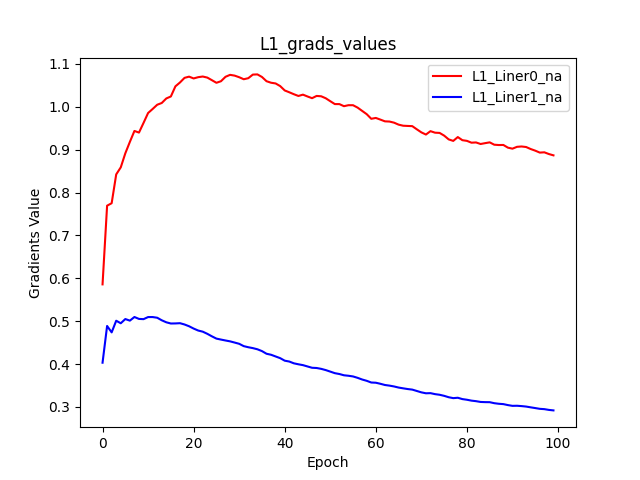 L1_grads_values
L1_Liner0_na
L1_Liner1_na
Gradients Value
1.1
1.0
0.9
0.8
0.7
0.6
0.5
0.4
0.3
0 20 40 60 80 100
Epoch